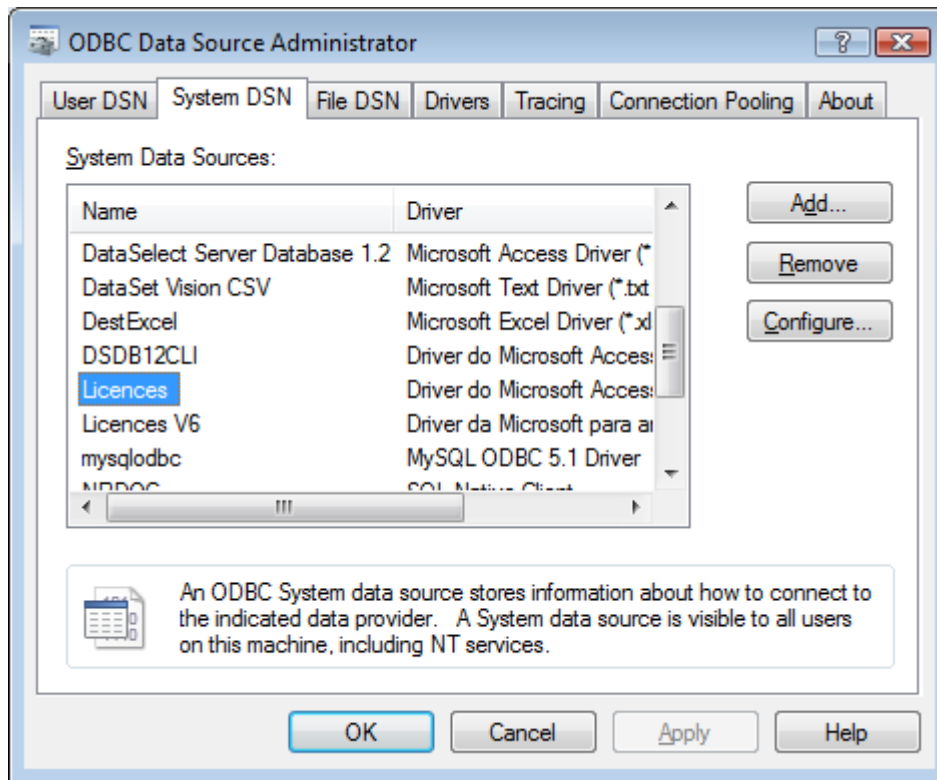 ODBC Data Source Administrator
User DSN System DSN File DSN Drivers Tracing Connection Pooling About
System Data Sources:
Name Driver
DataSelect Server Database 1.2 Microsoft Access Driver (*
DataSet Vision CSV Microsoft Text Driver (*.txt
DestExcel Microsoft Excel Driver (*.xl
DSDB12CLI Driver do Microsoft Access
Licences Driver do Microsoft Access
Licences V6 Driver da Microsoft para ar
mysqlodbc MySQL ODBC 5.1 Driver
SQL Native Client
Add...
Remove
Configure...
An ODBC System data source stores information about how to connect to
the indicated data provider. A System data source is visible to all users
on this machine, including NT services.
OK Cancel Apply Help